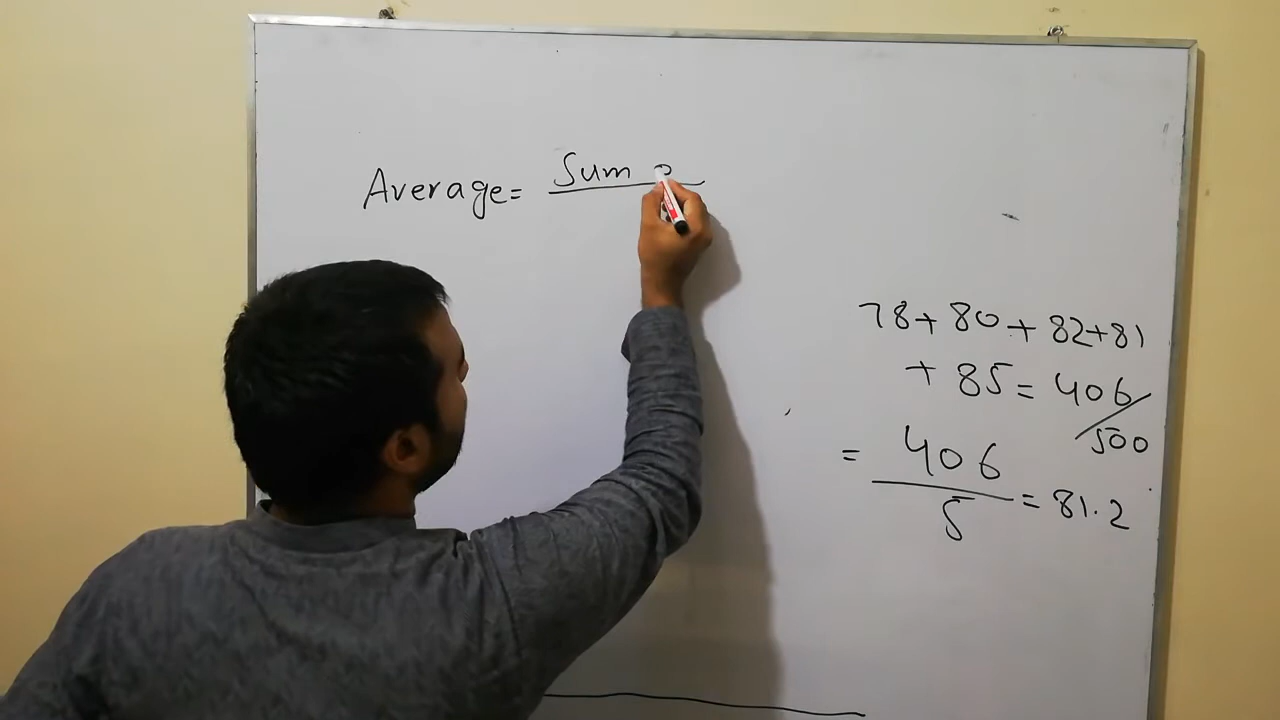 Average = Sum o
78 + 80 + 82 + 81
+ 85 = 406/500
= 406
5 = 81.2